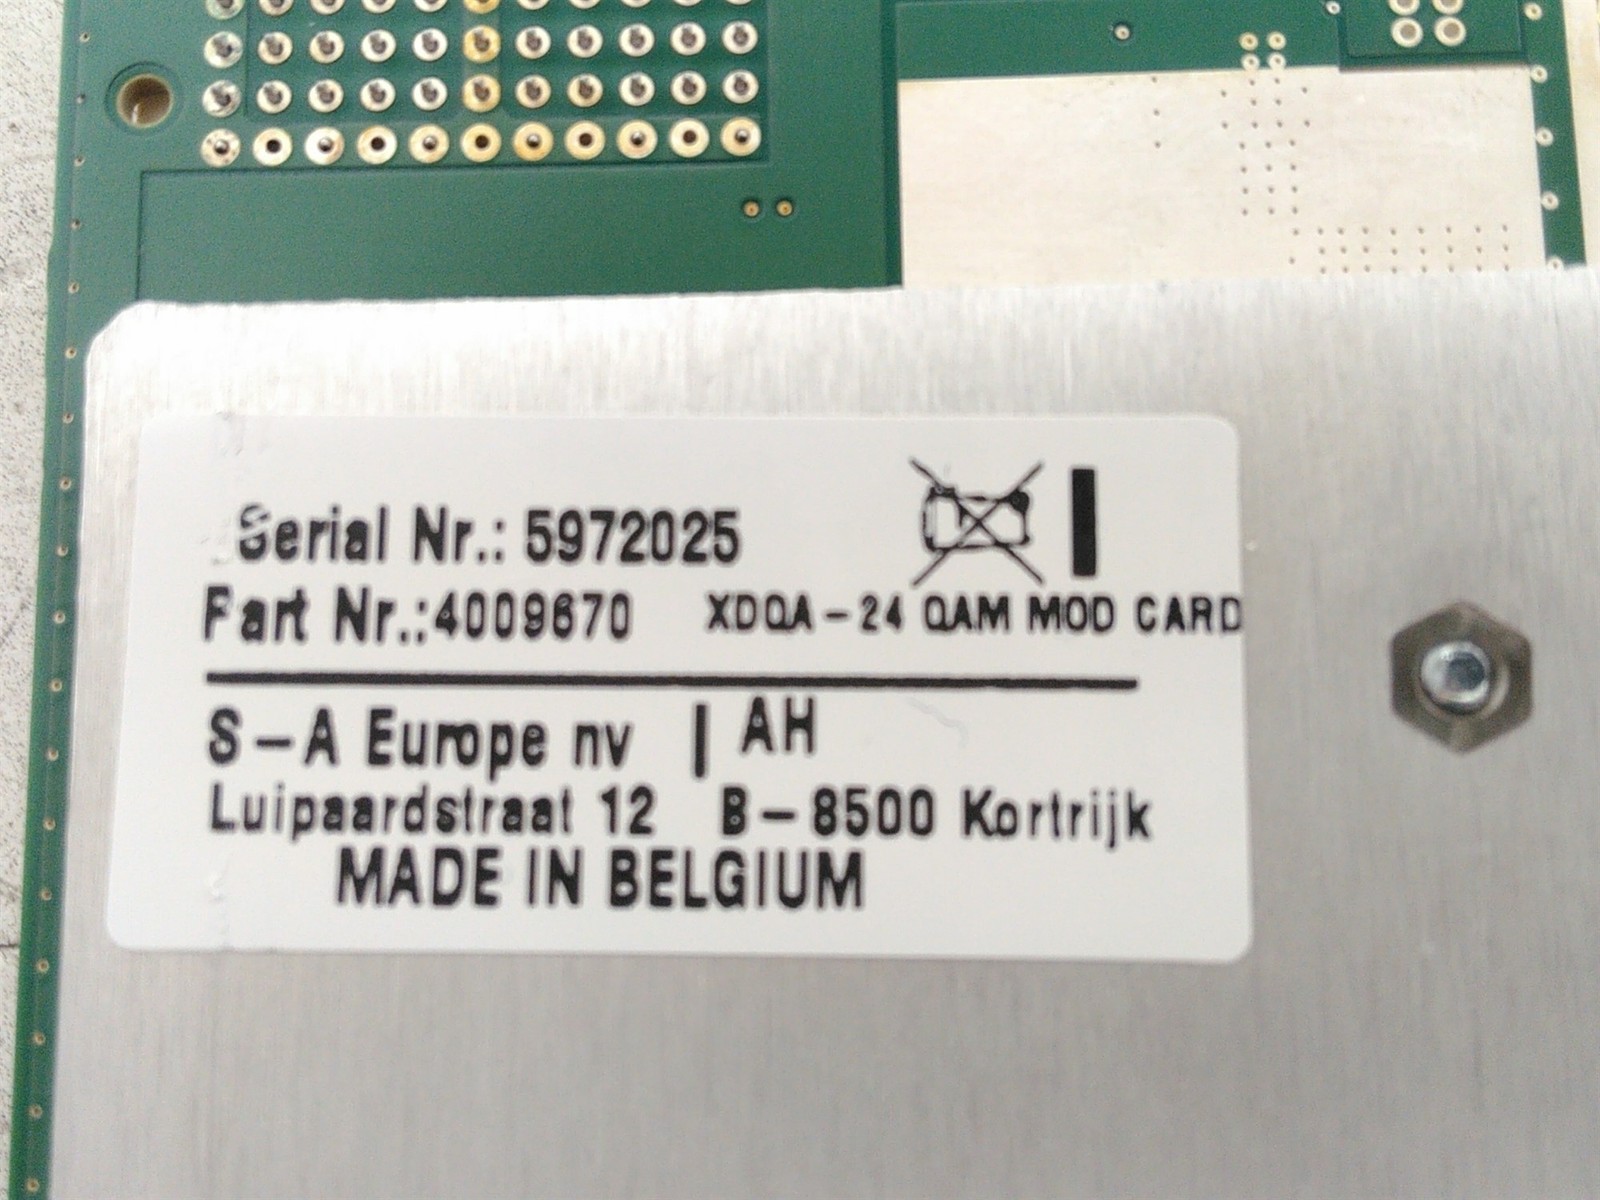 Serial Nr.: 5972025
Part Nr.:4009670 XDQA-24 QAM MOD CARD
S-A Europe nv | AH
Luipaardstraat 12 B-8500 Kortrijk
MADE IN BELGIUM